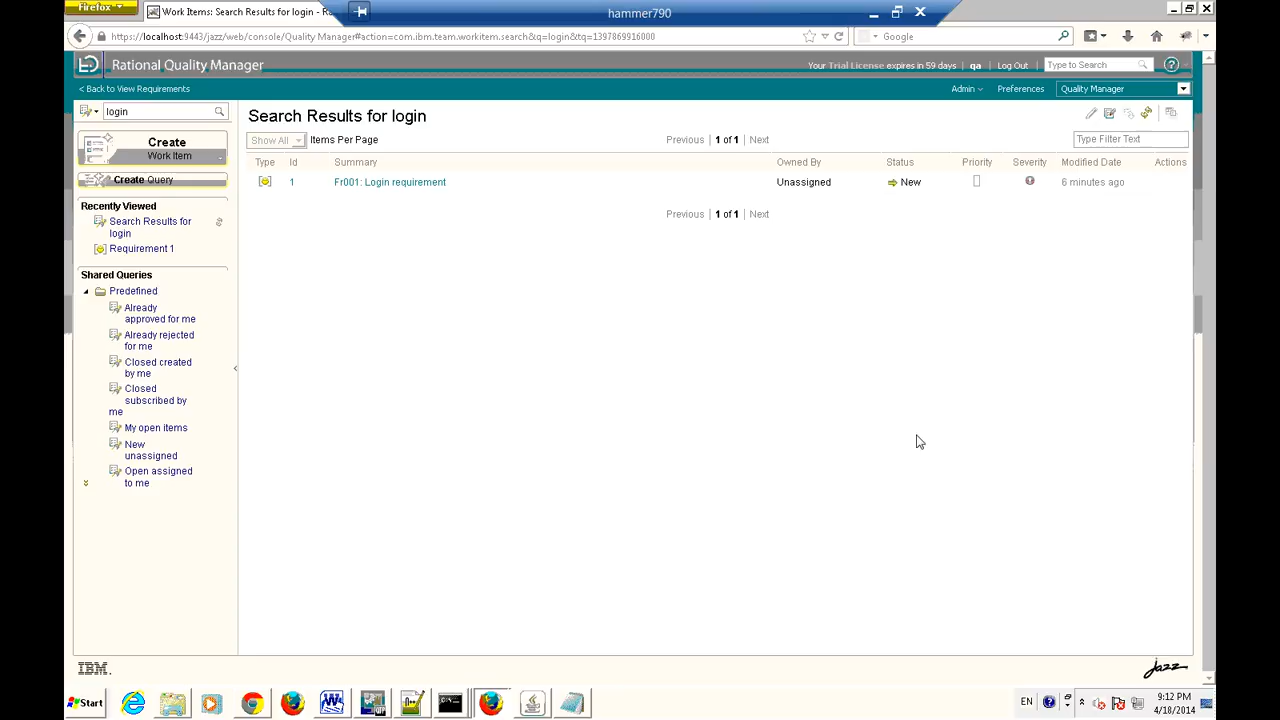 Firefox
Work Items: Search Results for login - R
hammer790
https://localhost:9443/jazz/web/console/Quality Manager#action=com.ibm.team.workitem.search&q=login&tq=1397869916000
Google
Rational Quality Manager
Your Trial License expires in 59 days
qa
Log Out
Type to Search
< Back to View Requirements
Admin
Preferences
Quality Manager
login
Search Results for login
Create
Work Item
Show All
Items Per Page
Previous 1 of 1 Next
Type Filter Text
Type Id Summary Owned By Status Priority Severity Modified Date Actions
1 Fr001: Login requirement Unassigned New 6 minutes ago
Create Query
Previous 1 of 1 Next
Recently Viewed
Search Results for
login
Requirement 1
Shared Queries
Predefined
Already
approved for me
Already rejected
for me
Closed created
by me
Closed
subscribed by
me
My open items
New
unassigned
Open assigned
to me
IBM
jazz
Start
EN
9:12 PM
4/18/2014